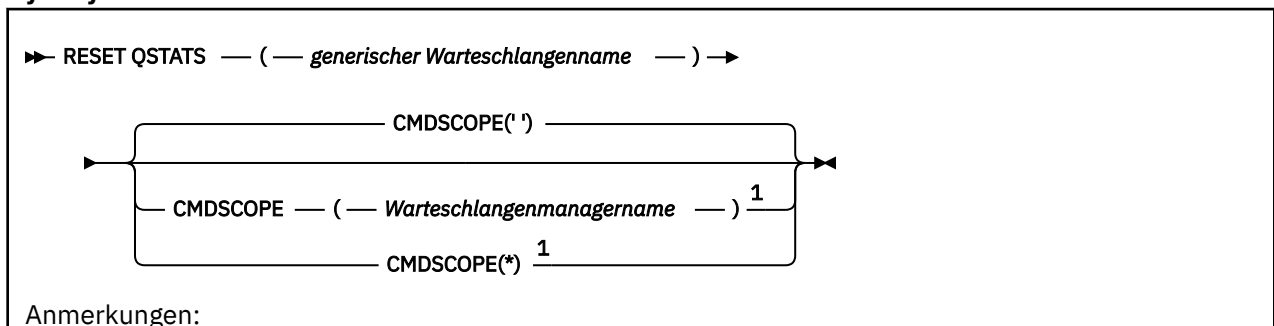 RESET QSTATS ( generischer Warteschlangenname )
CMDSCOPE(' ')
CMDSCOPE ( Warteschlangenmanagername ) 1
CMDSCOPE(*) 1
Anmerkungen: